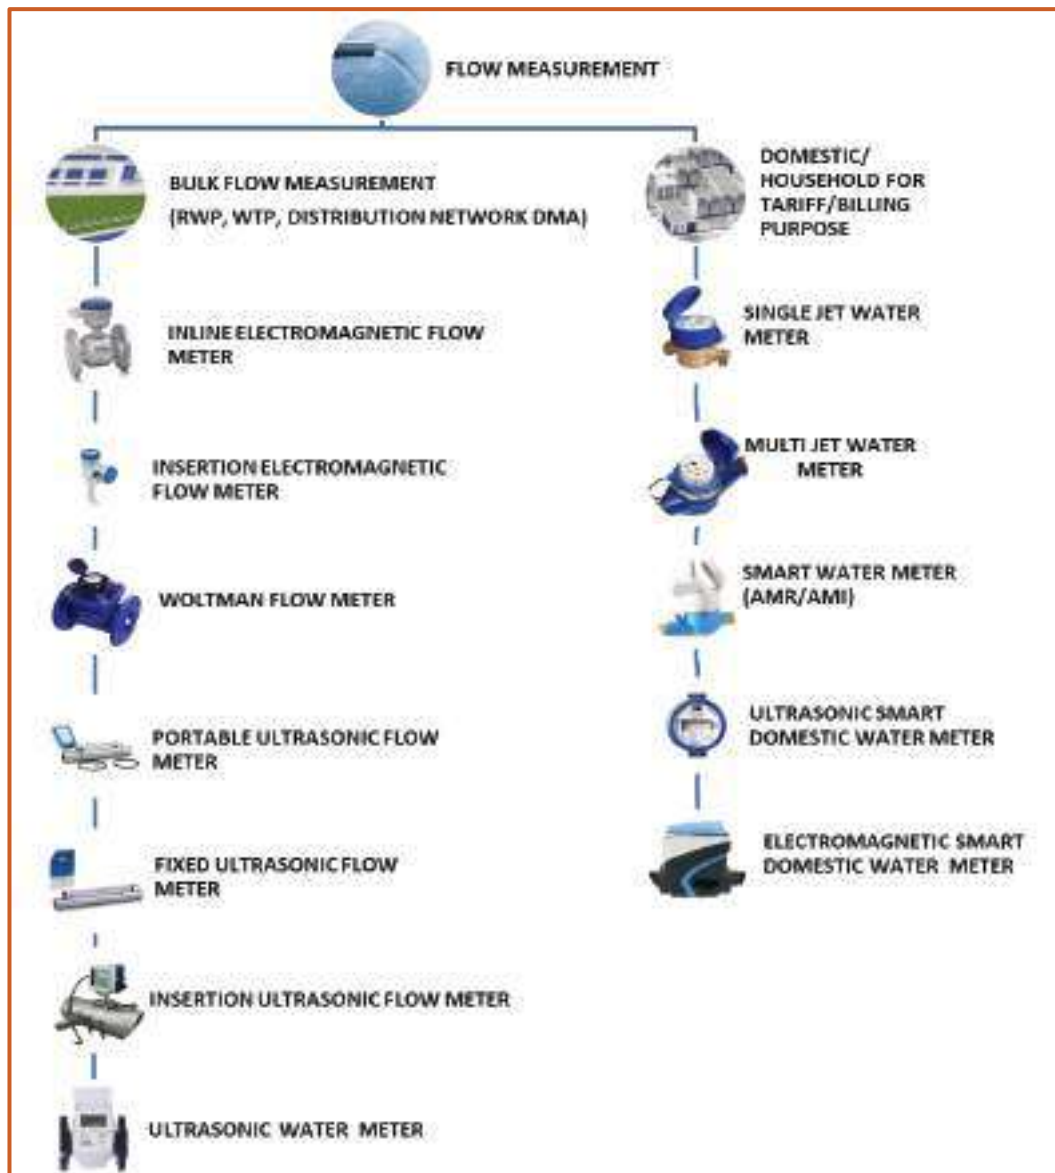 FLOW MEASUREMENT
BULK FLOW MEASUREMENT
(RWP, WTP, DISTRIBUTION NETWORK DMA)
INLINE ELECTROMAGNETIC FLOW
METER
INSERTION ELECTROMAGNETIC
FLOW METER
WOLTMAN FLOW METER
PORTABLE ULTRASONIC FLOW
METER
FIXED ULTRASONIC FLOW
METER
INSERTION ULTRASONIC FLOW METER
ULTRASONIC WATER METER
DOMESTIC/
HOUSEHOLD FOR
TARIFF/BILLING
PURPOSE
SINGLE JET WATER
METER
MULTI JET WATER
METER
SMART WATER METER
(AMR/AMI)
ULTRASONIC SMART
DOMESTIC WATER METER
ELECTROMAGNETIC SMART
DOMESTIC WATER METER